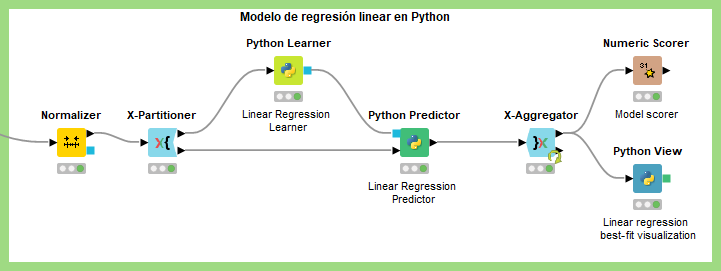 Modelo de regresión linear en Python
Python Learner
Linear Regression
Learner
Numeric Scorer
Model scorer
Normalizer
X-Partitioner
X{
Python Predictor
Linear Regression
Predictor
X-Aggregator
}X
Python View
Linear regression
best-fit visualization